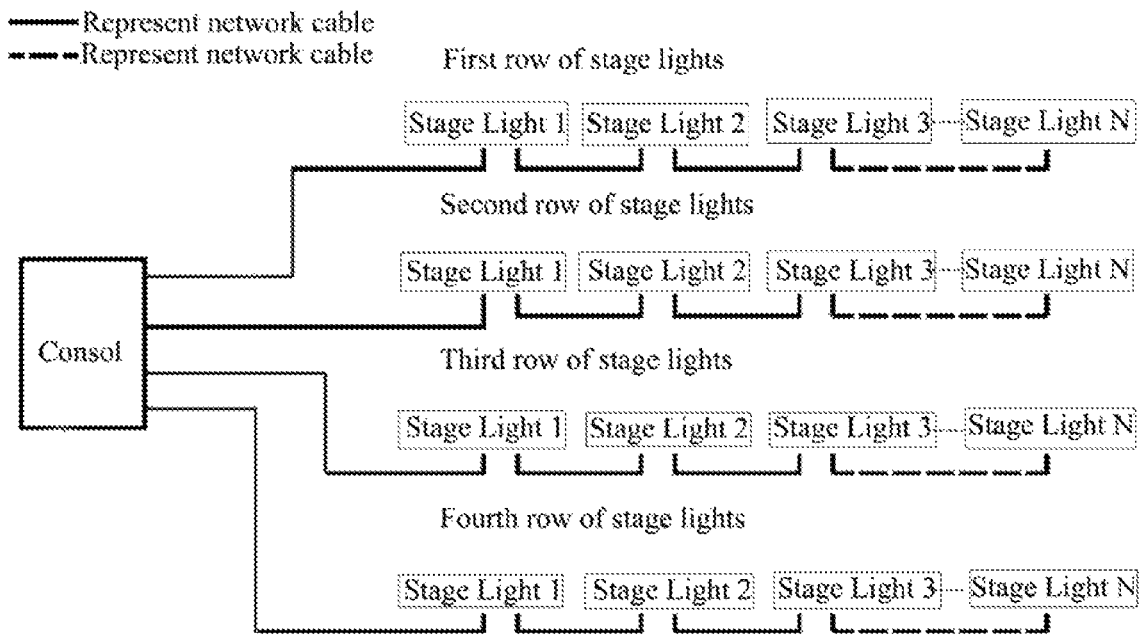 Represent network cable
Represent network cable
First row of stage lights
Stage Light 1 Stage Light 2 Stage Light 3 Stage Light N
Second row of stage lights
Stage Light 1 Stage Light 2 Stage Light 3 Stage Light N
Consol
Third row of stage lights
Stage Light 1 Stage Light 2 Stage Light 3 Stage Light N
Fourth row of stage lights
Stage Light 1 Stage Light 2 Stage Light 3 Stage Light N